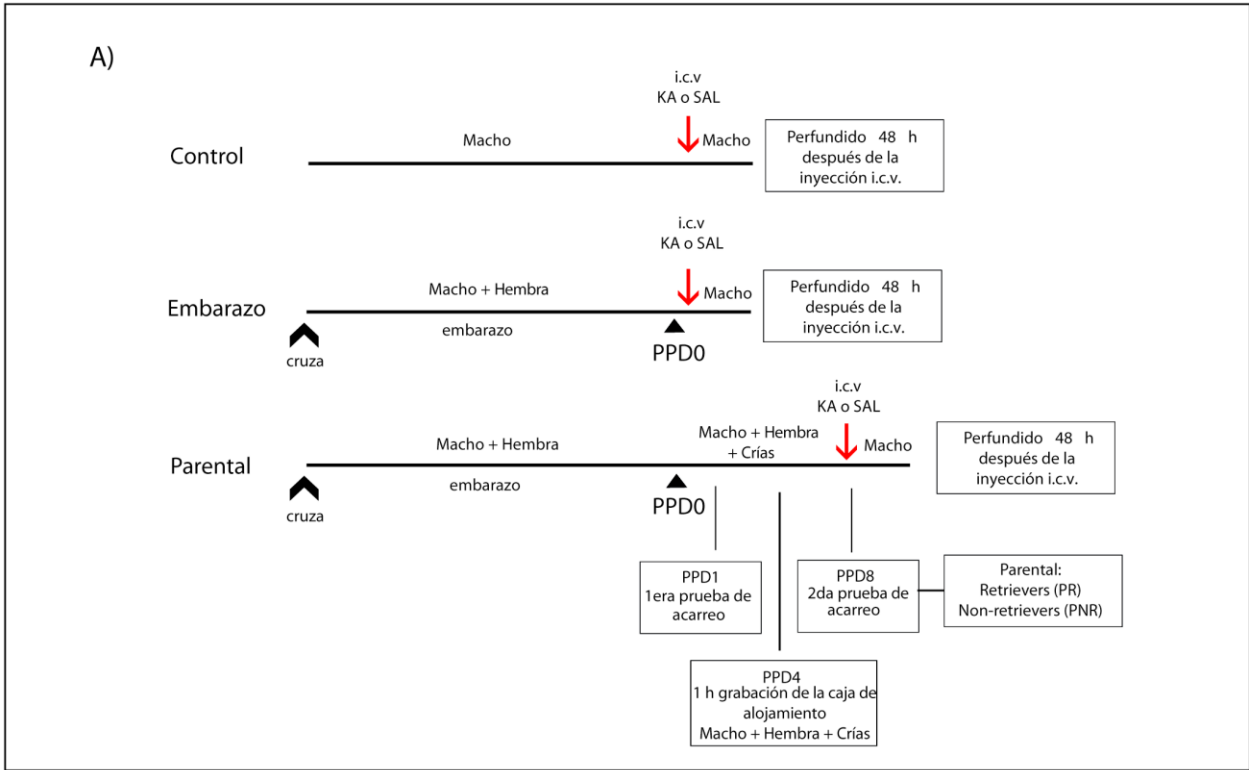 A)
i.c.v
KA o SAL
Macho
Macho
Control
Perfundido 48 h
después de la
inyección i.c.v.
i.c.v
KA o SAL
Macho + Hembra
Macho
Embarazo
embarazo
cruza
PPD0
Perfundido 48 h
después de la
inyección i.c.v.
i.c.v
KA o SAL
Macho + Hembra
Macho + Hembra
+ Crías
Macho
Parental
embarazo
cruza
PPD0
Perfundido 48 h
después de la
inyección i.c.v.
PPD1
1era prueba de
acarreo
PPD8
2da prueba de
acarreo
Parental:
Retrievers (PR)
Non-retrievers (PNR)
PPD4
1 h grabación de la caja de
alojamiento
Macho + Hembra + Crías